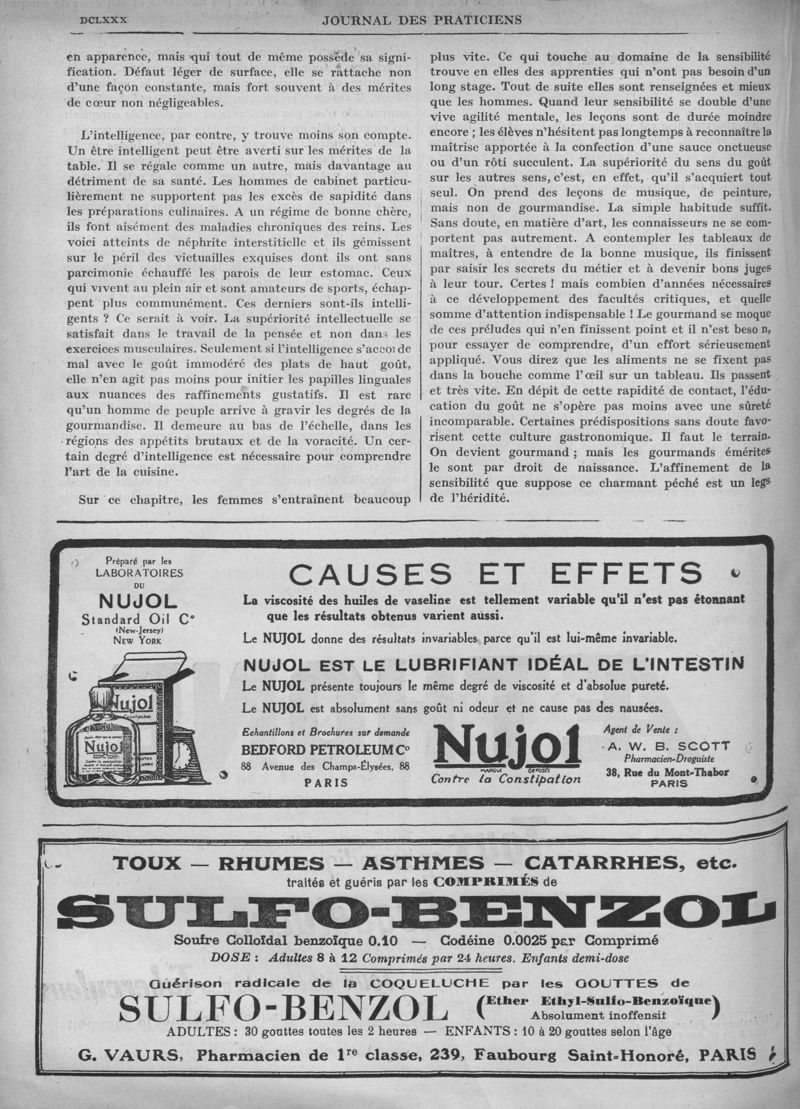 DCLXXX
JOURNAL DES PRATICIENS
en apparence, mais qui tout de même possède sa signi-
fication. Défaut léger de surface, elle se rattache non
d'une façon constante, mais fort souvent à des mérites
de cœur non négligeables.
L'intelligence, par contre, y trouve moins son compte.
Un être intelligent peut être averti sur les mérites de la
table. Il se régale comme un autre, mais davantage au
détriment de sa santé. Les hommes de cabinet particu-
lièrement ne supportent pas les excès de sapidité dans
les préparations culinaires. A un régime de bonne chère,
ils font aisément des maladies chroniques des reins. Les
voici atteints de néphrite interstitielle et ils gémissent
sur le péril des victuailles exquises dont ils ont sans
parcimonie échauffé les parois de leur estomac. Ceux
qui vivent au plein air et sont amateurs de sports, échap-
pent plus communément. Ces derniers sont-ils intelli-
gents ? Ce serait à voir. La supériorité intellectuelle se
satisfait dans le travail de la pensée et non dans les
exercices musculaires. Seulement si l'intelligence s'accorde
mal avec le goût immodéré des plats de haut goût,
elle n'en agit pas moins pour initier les papilles linguales
aux nuances des raffinements gustatifs. Il est rare
qu'un homme de peuple arrive à gravir les degrés de la
gourmandise. Il demeure au bas de l'échelle, dans les
régions des appétits brutaux et de la voracité. Un cer-
tain degré d'intelligence est nécessaire pour comprendre
l'art de la cuisine.
Sur ce chapitre, les femmes s'entraînent beaucoup
plus vite. Ce qui touche au domaine de la sensibilité
trouve en elles des apprenties qui n'ont pas besoin d'un
long stage. Tout de suite elles sont renseignées et mieux
que les hommes. Quand leur sensibilité se double d'une
vive agilité mentale, les leçons sont de durée moindre
encore ; les élèves n'hésitent pas longtemps à reconnaître la
maîtrise apportée à la confection d'une sauce onctueuse
ou d'un rôti succulent. La supériorité du sens du goût
sur les autres sens, c'est, en effet, qu'il s'acquiert tout
seul. On prend des leçons de musique, de peinture,
mais non de gourmandise. La simple habitude suffit.
Sans doute, en matière d'art, les connaisseurs ne se com-
portent pas autrement. A contempler les tableaux de
maîtres, à entendre de la bonne musique, ils finissent
par saisir les secrets du métier et à devenir bons juges
à leur tour. Certes ! mais combien d'années nécessaires
à ce développement des facultés critiques, et quelle
somme d'attention indispensable ! Le gourmand se moque
de ces préludes qui n'en finissent point et il n'est beso n,
pour essayer de comprendre, d'un effort sérieusement
appliqué. Vous direz que les aliments ne se fixent pas
dans la bouche comme l'œil sur un tableau. Ils passent
et très vite. En dépit de cette rapidité de contact, l'édu-
cation du goût ne s'opère pas moins avec une sûreté
incomparable. Certaines prédispositions sans doute favo-
risent cette culture gastronomique. Il faut le terrain.
On devient gourmand ; mais les gourmands émérites
le sont par droit de naissance. L'affinement de la
sensibilité que suppose ce charmant péché est un legs
de l'héridité.
Préparé par les
LABORATOIRES
DU
NUJOL
Standard Oil Co
(New-Jersey)
NEW YORK
Nujol
Constipation
Nujol
CAUSES ET EFFETS
La viscosité des huiles de vaseline est tellement variable qu'il n'est pas étonnant
que les résultats obtenus varient aussi.
Le NUJOL donne des résultats invariables parce qu'il est lui-même invariable.
NUJOL EST LE LUBRIFIANT IDÉAL DE L'INTESTIN
Le NUJOL présente toujours le même degré de viscosité et d'absolue pureté.
Le NUJOL est absolument sans goût ni odeur et ne cause pas des nausées.
Echantillons et Brochures sur demande
BEDFORD PETROLEUM Co
88 Avenue des Champs-Élysées, 88
PARIS
Nujol
MARQUE DÉPOSÉE
Contre la Constipation
Agent de Vente :
A. W. B. SCOTT
Pharmacien-Droguiste
38, Rue du Mont-Thabor
PARIS
TOUX — RHUMES — ASTHMES — CATARRHES, etc.
traités et guéris par les COMPRIMÉS de
SULFO-BENZOL
Soufre Colloïdal benzoïque 0.10 — Codéine 0.0025 par Comprimé
DOSE : Adultes 8 à 12 Comprimés par 24 heures. Enfants demi-dose
Guérison radicale de la COQUELUCHE par les GOUTTES de
SULFO-BENZOL (Ether Ethyl-Sulfo-Benzoïque)
Absolument inoffensif
ADULTES : 30 gouttes toutes les 2 heures — ENFANTS : 10 à 20 gouttes selon l'âge
G. VAURS, Pharmacien de 1re classe, 239, Faubourg Saint-Honoré, PARIS